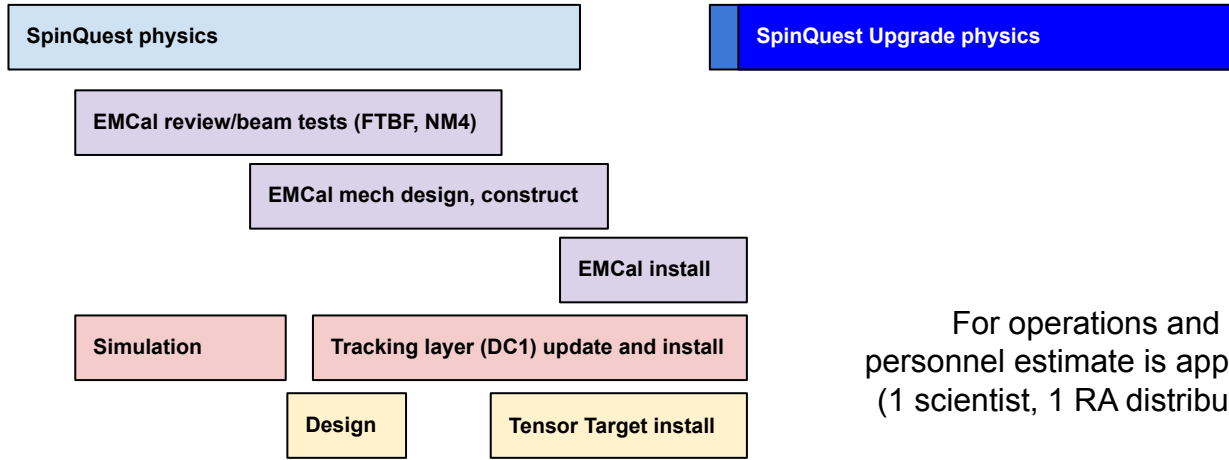 SpinQuest physics
SpinQuest Upgrade physics
EMCal review/beam tests (FTBF, NM4)
EMCal mech design, construct
EMCal install
Simulation
Tracking layer (DC1) update and install
Design
Tensor Target install
For operations and
personnel estimate is app
(1 scientist, 1 RA distribu